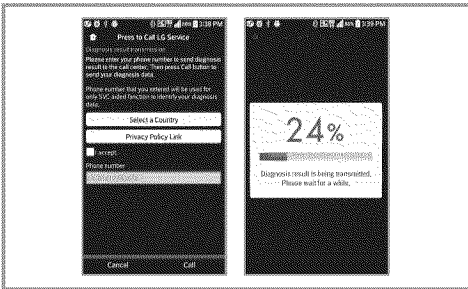 3:38 PM
Press to Call LG Service
Diagnosis result transmission
Please enter your phone number to send diagnosis
result to the call center. Then press Call button to
send your diagnosis data.
Phone number that you entered will be used for
only SVC aided function to identify your diagnosis
data.
Select a Country
Privacy Policy Link
I accept
Phone number
Cancel
Call
3:39 PM
24%
Diagnosis result is being transmitted.
Please wait for a while.